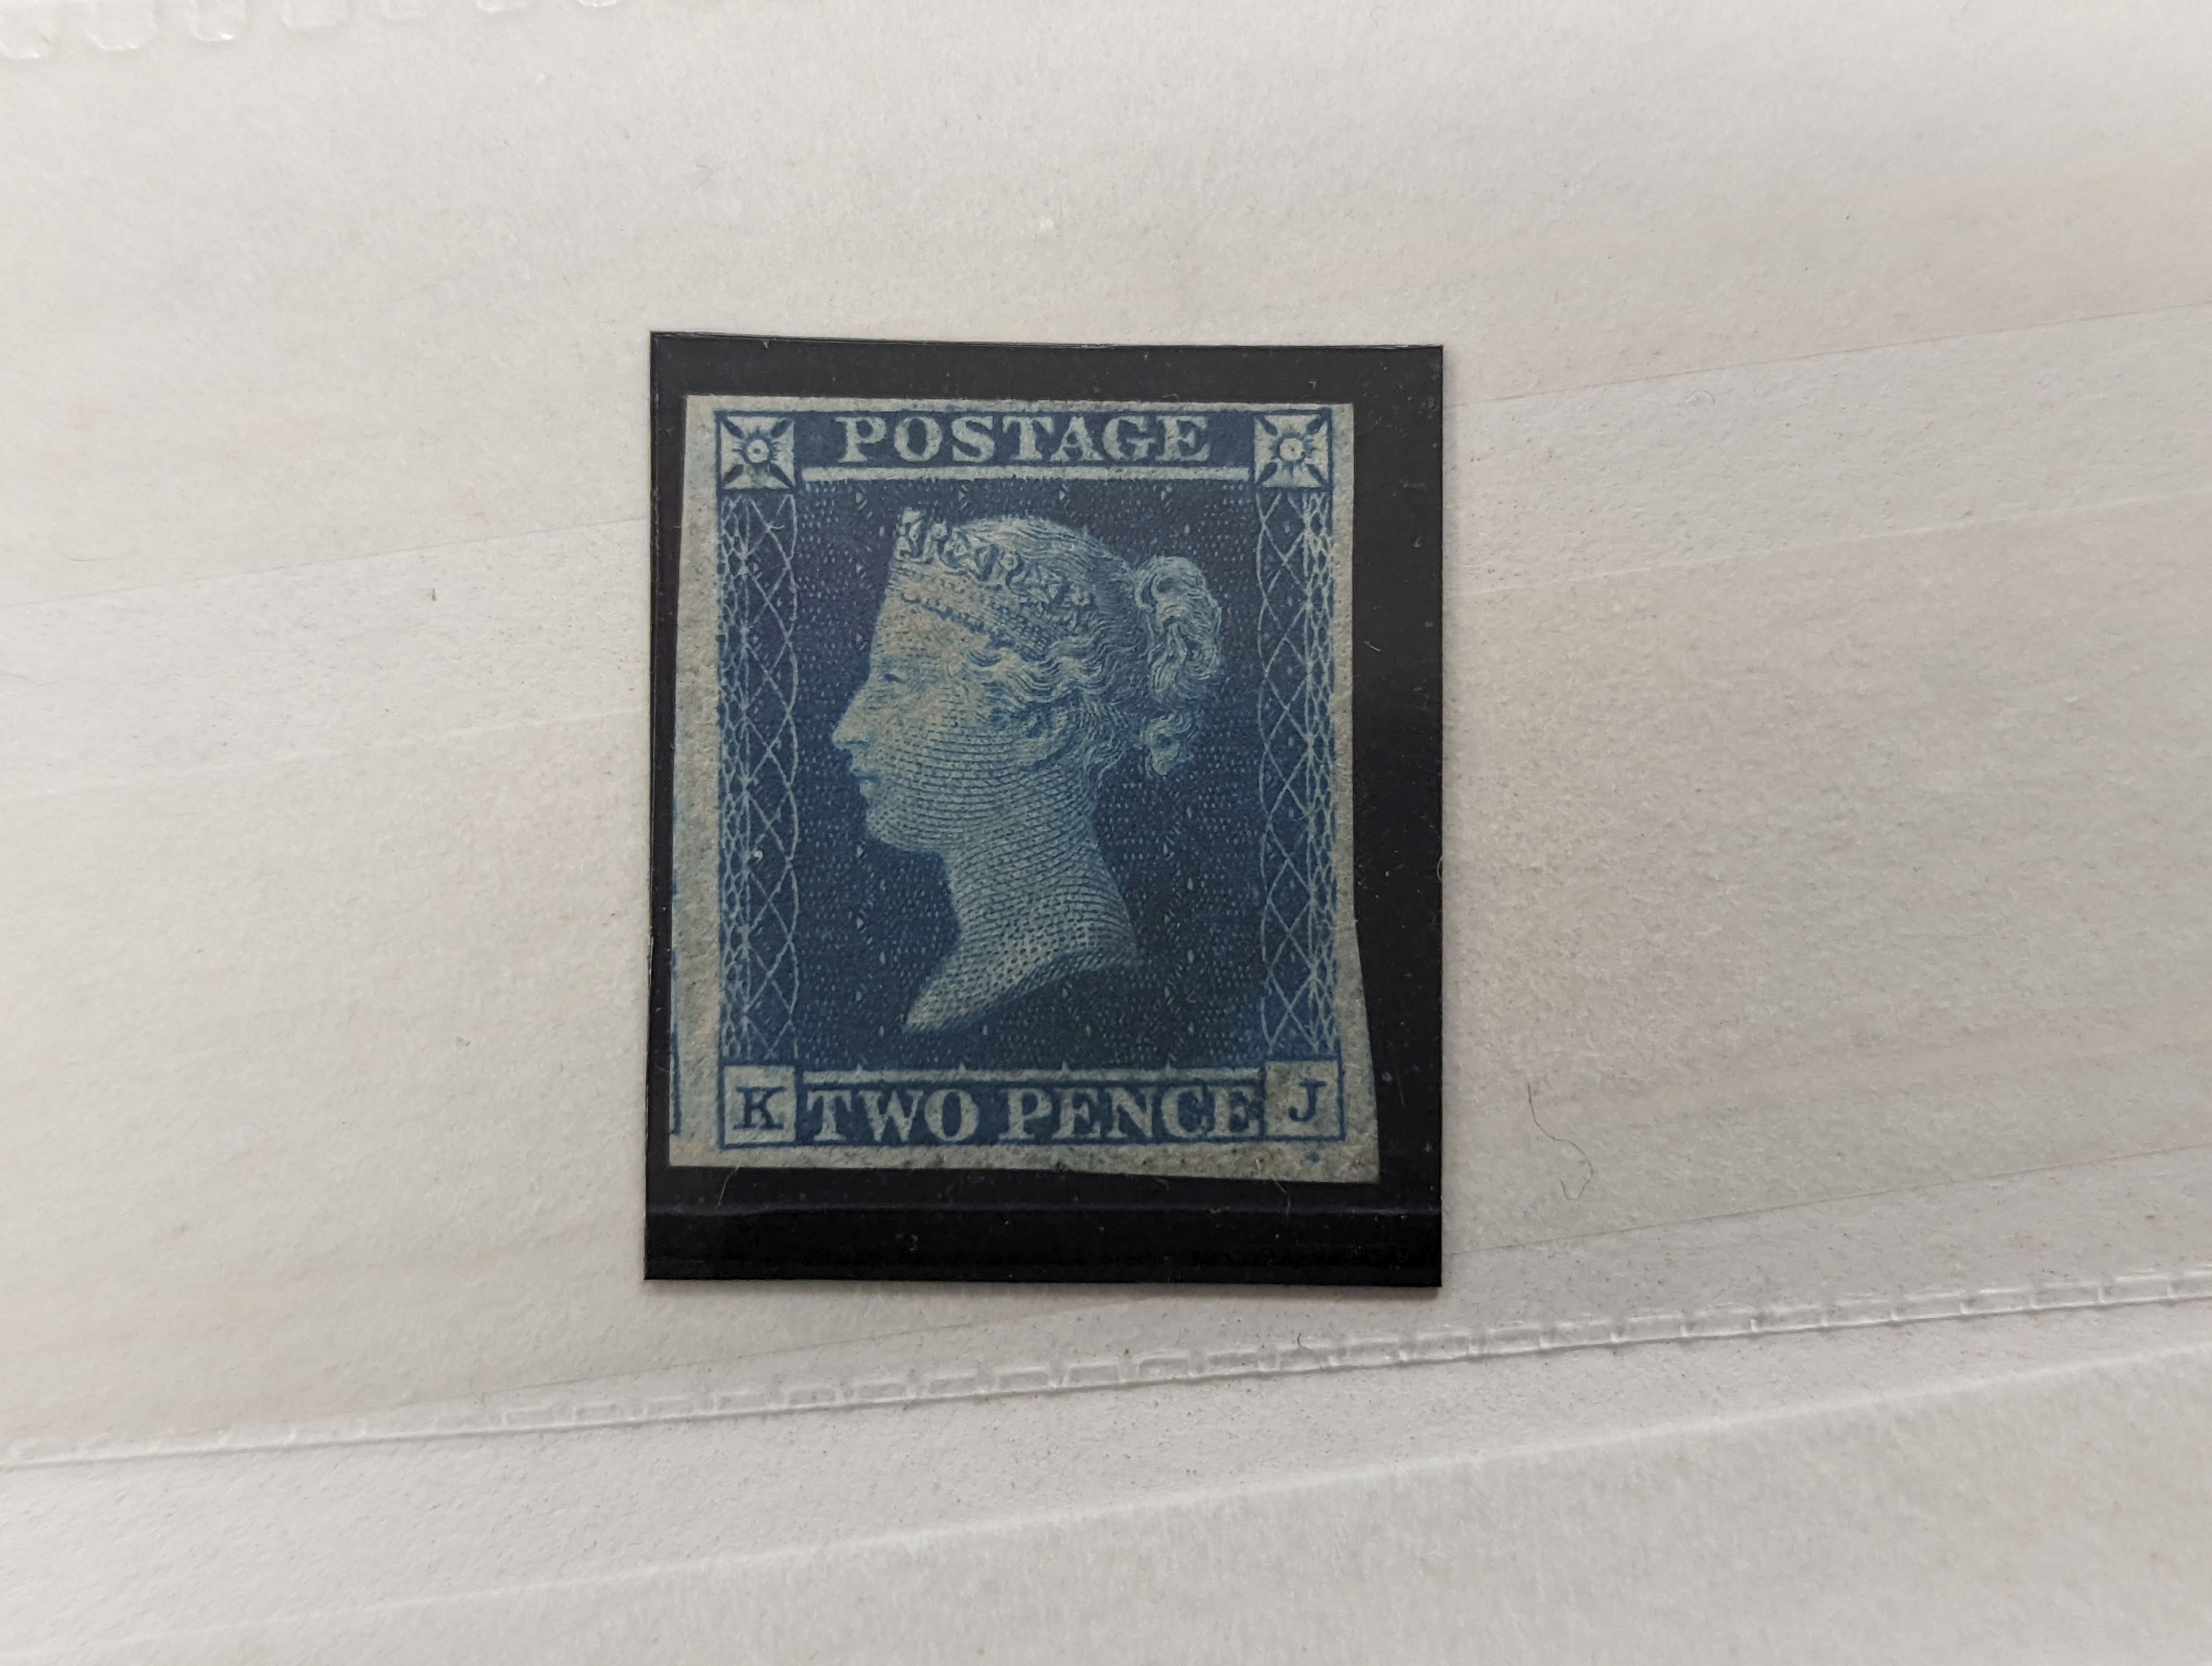 POSTAGE
K TWO PENCE J